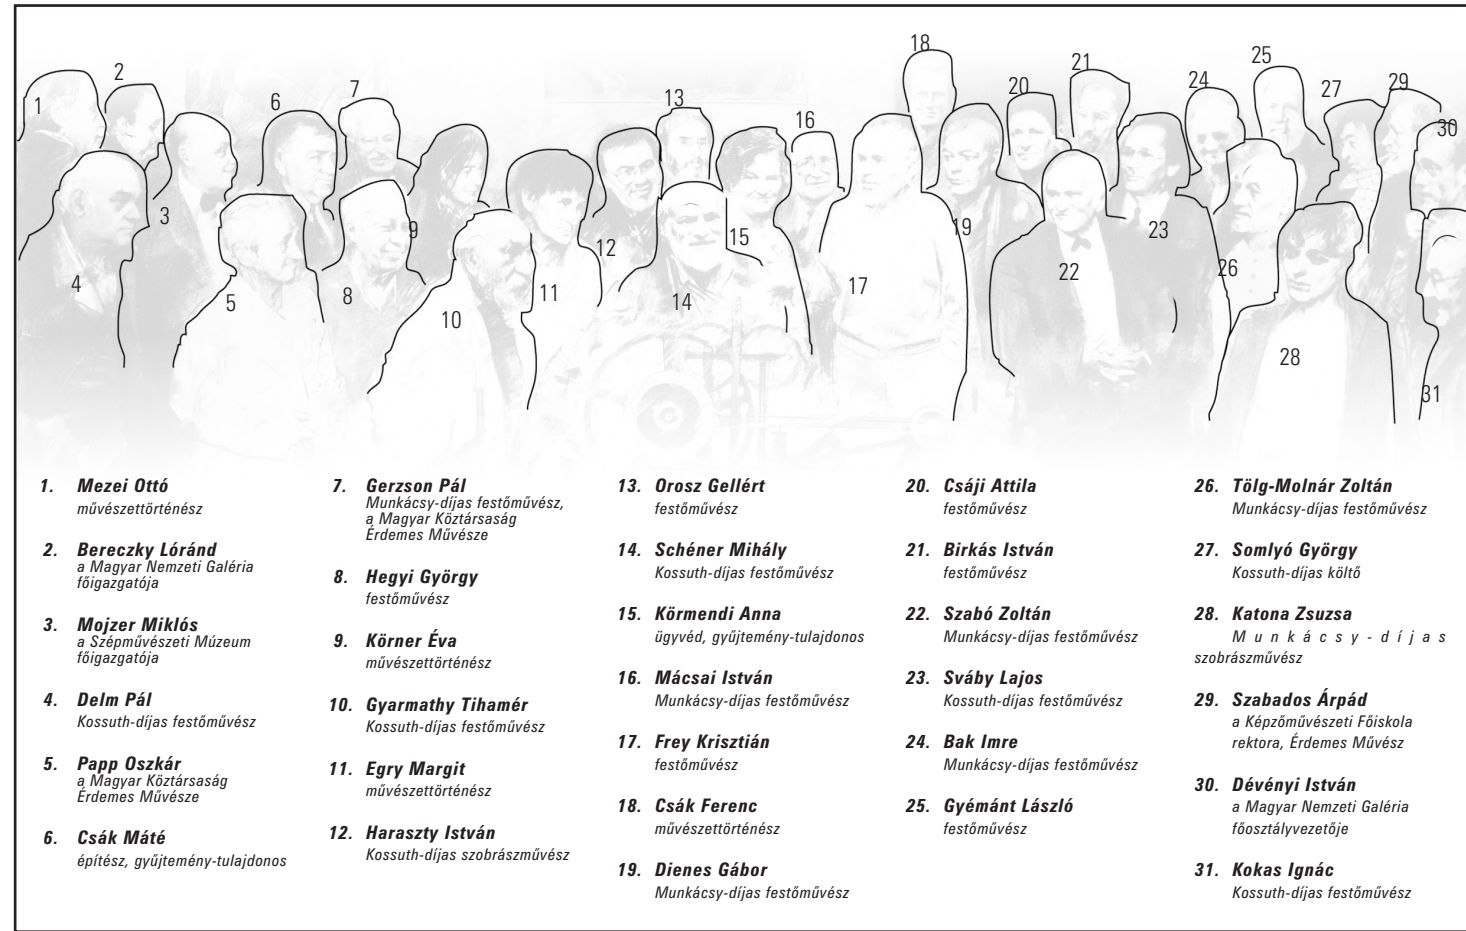 18
25
2
21
29
7
24
20
27
1
6
13
16
30
3
9
19
23
12
15
22
26
4
8
11
17
5
14
10
28
31
1. Mezei Ottó
művészettörténész
2. Bereczky Lóránd
a Magyar Nemzeti Galéria
főigazgatója
3. Mojzer Miklós
a Szépművészeti Múzeum
főigazgatója
4. Delm Pál
Kossuth-díjas festőművész
5. Papp Oszkár
a Magyar Köztársaság
Érdemes Művésze
6. Csák Máté
építész, gyűjtemény-tulajdonos
7. Gerzson Pál
Munkácsy-díjas festőművész,
a Magyar Köztársaság
Érdemes Művésze
8. Hegyi György
festőművész
9. Körner Éva
művészettörténész
10. Gyarmathy Tihamér
Kossuth-díjas festőművész
11. Egry Margit
művészettörténész
12. Haraszty István
Kossuth-díjas szobrászművész
13. Orosz Gellért
festőművész
14. Schéner Mihály
Kossuth-díjas festőművész
15. Körmendi Anna
ügyvéd, gyűjtemény-tulajdonos
16. Mácsai István
Munkácsy-díjas festőművész
17. Frey Krisztián
festőművész
18. Csák Ferenc
művészettörténész
19. Dienes Gábor
Munkácsy-díjas festőművész
20. Csáji Attila
festőművész
21. Birkás István
festőművész
22. Szabó Zoltán
Munkácsy-díjas festőművész
23. Sváby Lajos
Kossuth-díjas festőművész
24. Bak Imre
Munkácsy-díjas festőművész
25. Gyémánt László
festőművész
26. Tölg-Molnár Zoltán
Munkácsy-díjas festőművész
27. Somlyó György
Kossuth-díjas költő
28. Katona Zsuzsa
Munkácsy-díjas
szobrászművész
29. Szabados Árpád
a Képzőművészeti Főiskola
rektora, Érdemes Művész
30. Dévényi István
a Magyar Nemzeti Galéria
főosztályvezetője
31. Kokas Ignác
Kossuth-díjas festőművész